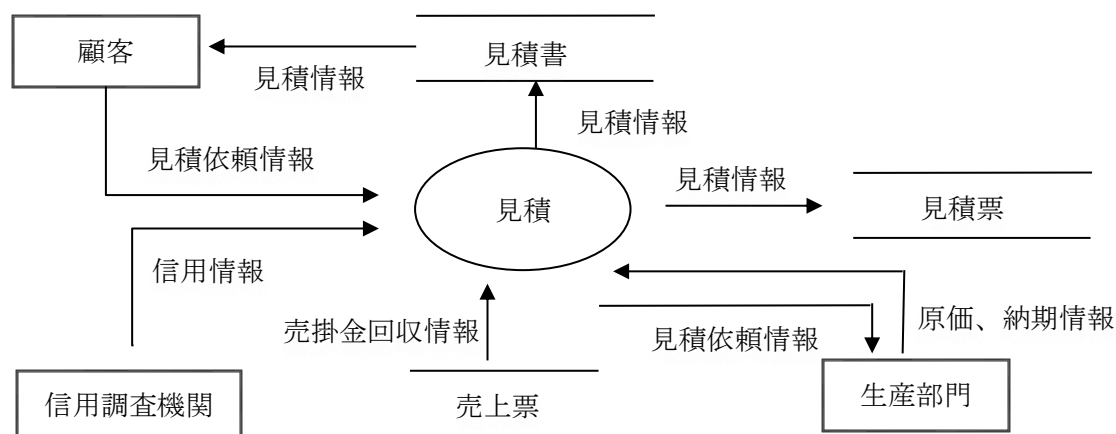 顧客
見積書
見積情報
見積情報
見積依頼情報
見積情報
見積
見積票
信用情報
売掛金回収情報
見積依頼情報
原価、納期情報
信用調査機関
売上票
生産部門